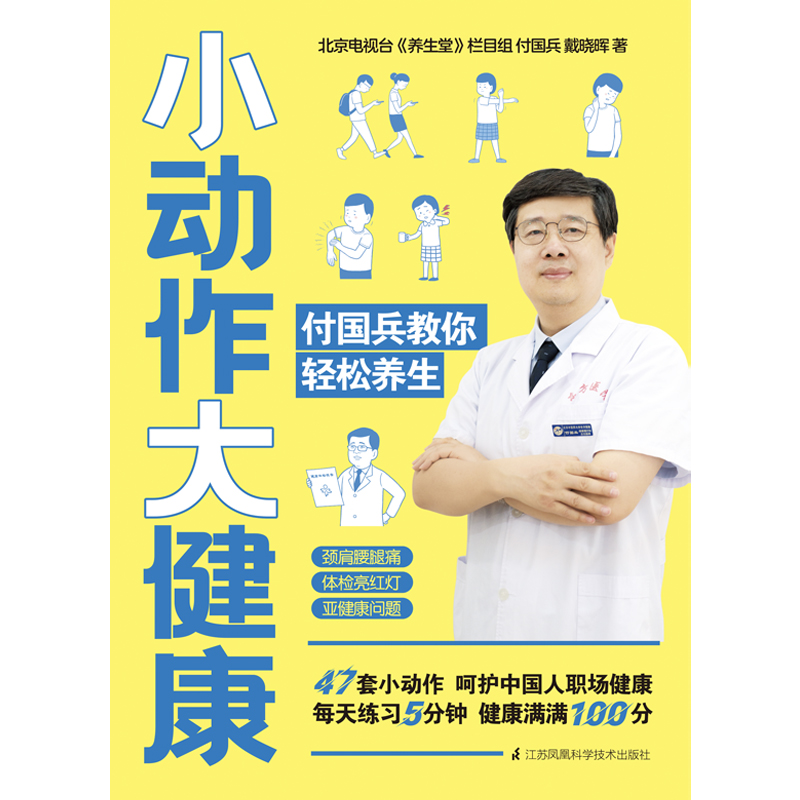 北京电视台《养生堂》栏目组 付国兵 戴晓晖 著
小动作大健康
付国兵教你
轻松养生
颈肩腰腿痛
体检亮红灯
亚健康问题
47套小动作 呵护中国人职场健康
每天练习5分钟 健康满满100分
江苏凤凰科学技术出版社